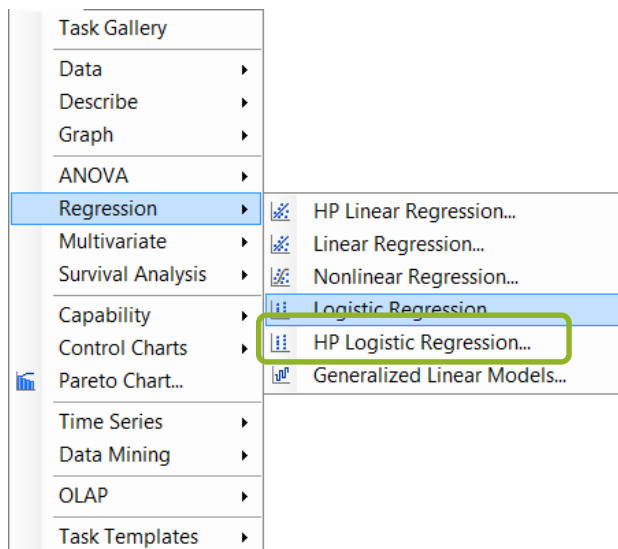 Task Gallery
Data
Describe
Graph
ANOVA
Regression
Multivariate
Survival Analysis
Capability
Control Charts
Pareto Chart...
Time Series
Data Mining
OLAP
Task Templates
HP Linear Regression...
Linear Regression...
Nonlinear Regression...
Logistic Regression...
HP Logistic Regression...
Generalized Linear Models...